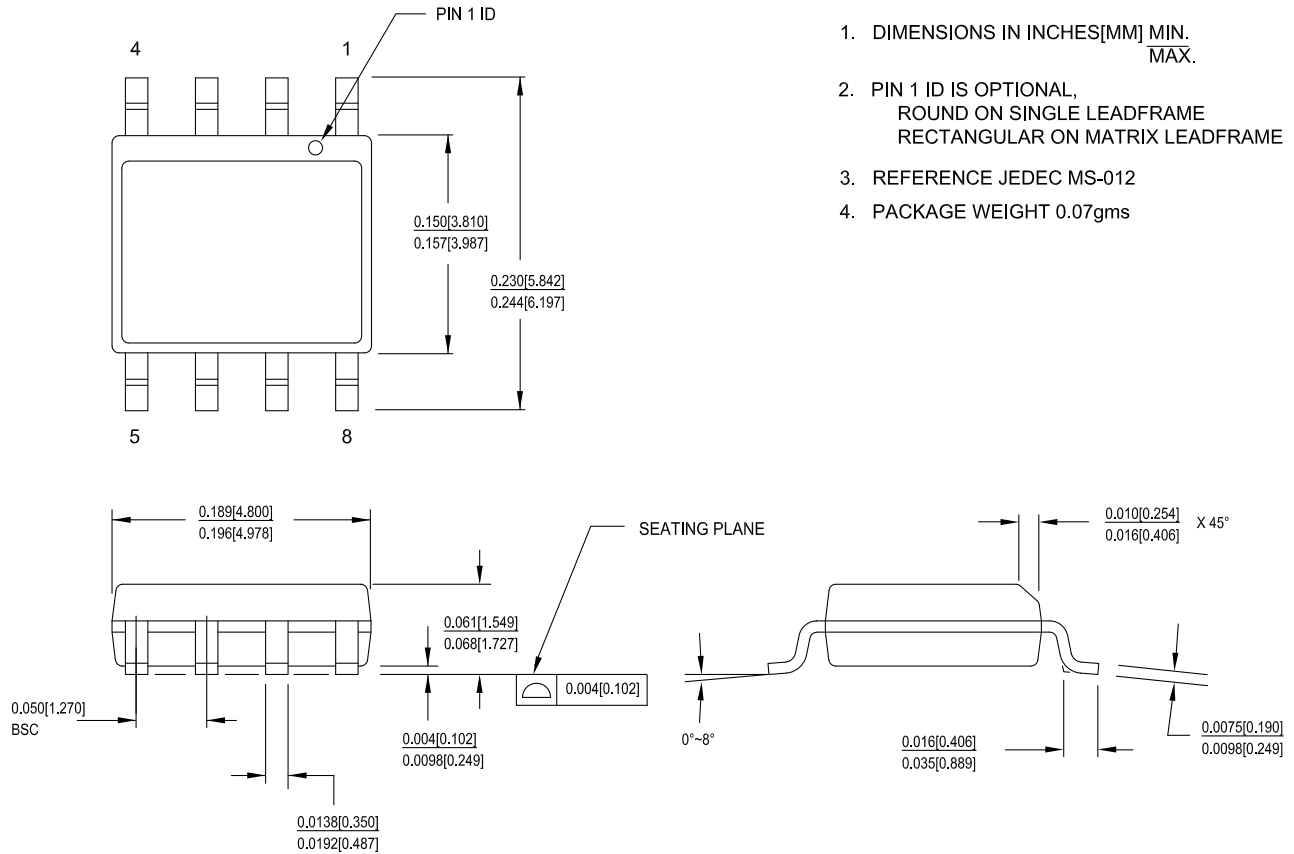 PIN 1 ID
4
1
1. DIMENSIONS IN INCHES[MM] MIN.
MAX.
2. PIN 1 ID IS OPTIONAL,
ROUND ON SINGLE LEADFRAME
RECTANGULAR ON MATRIX LEADFRAME
3. REFERENCE JEDEC MS-012
4. PACKAGE WEIGHT 0.07gms
0.150[3.810]
0.157[3.987]
0.230[5.842]
0.244[6.197]
5
8
0.189[4.800]
0.196[4.978]
SEATING PLANE
0.010[0.254]
0.016[0.406]
X 45°
0.061[1.549]
0.068[1.727]
0.004[0.102]
0.050[1.270]
BSC
0.004[0.102]
0.0098[0.249]
0°~8°
0.016[0.406]
0.035[0.889]
0.0075[0.190]
0.0098[0.249]
0.0138[0.350]
0.0192[0.487]